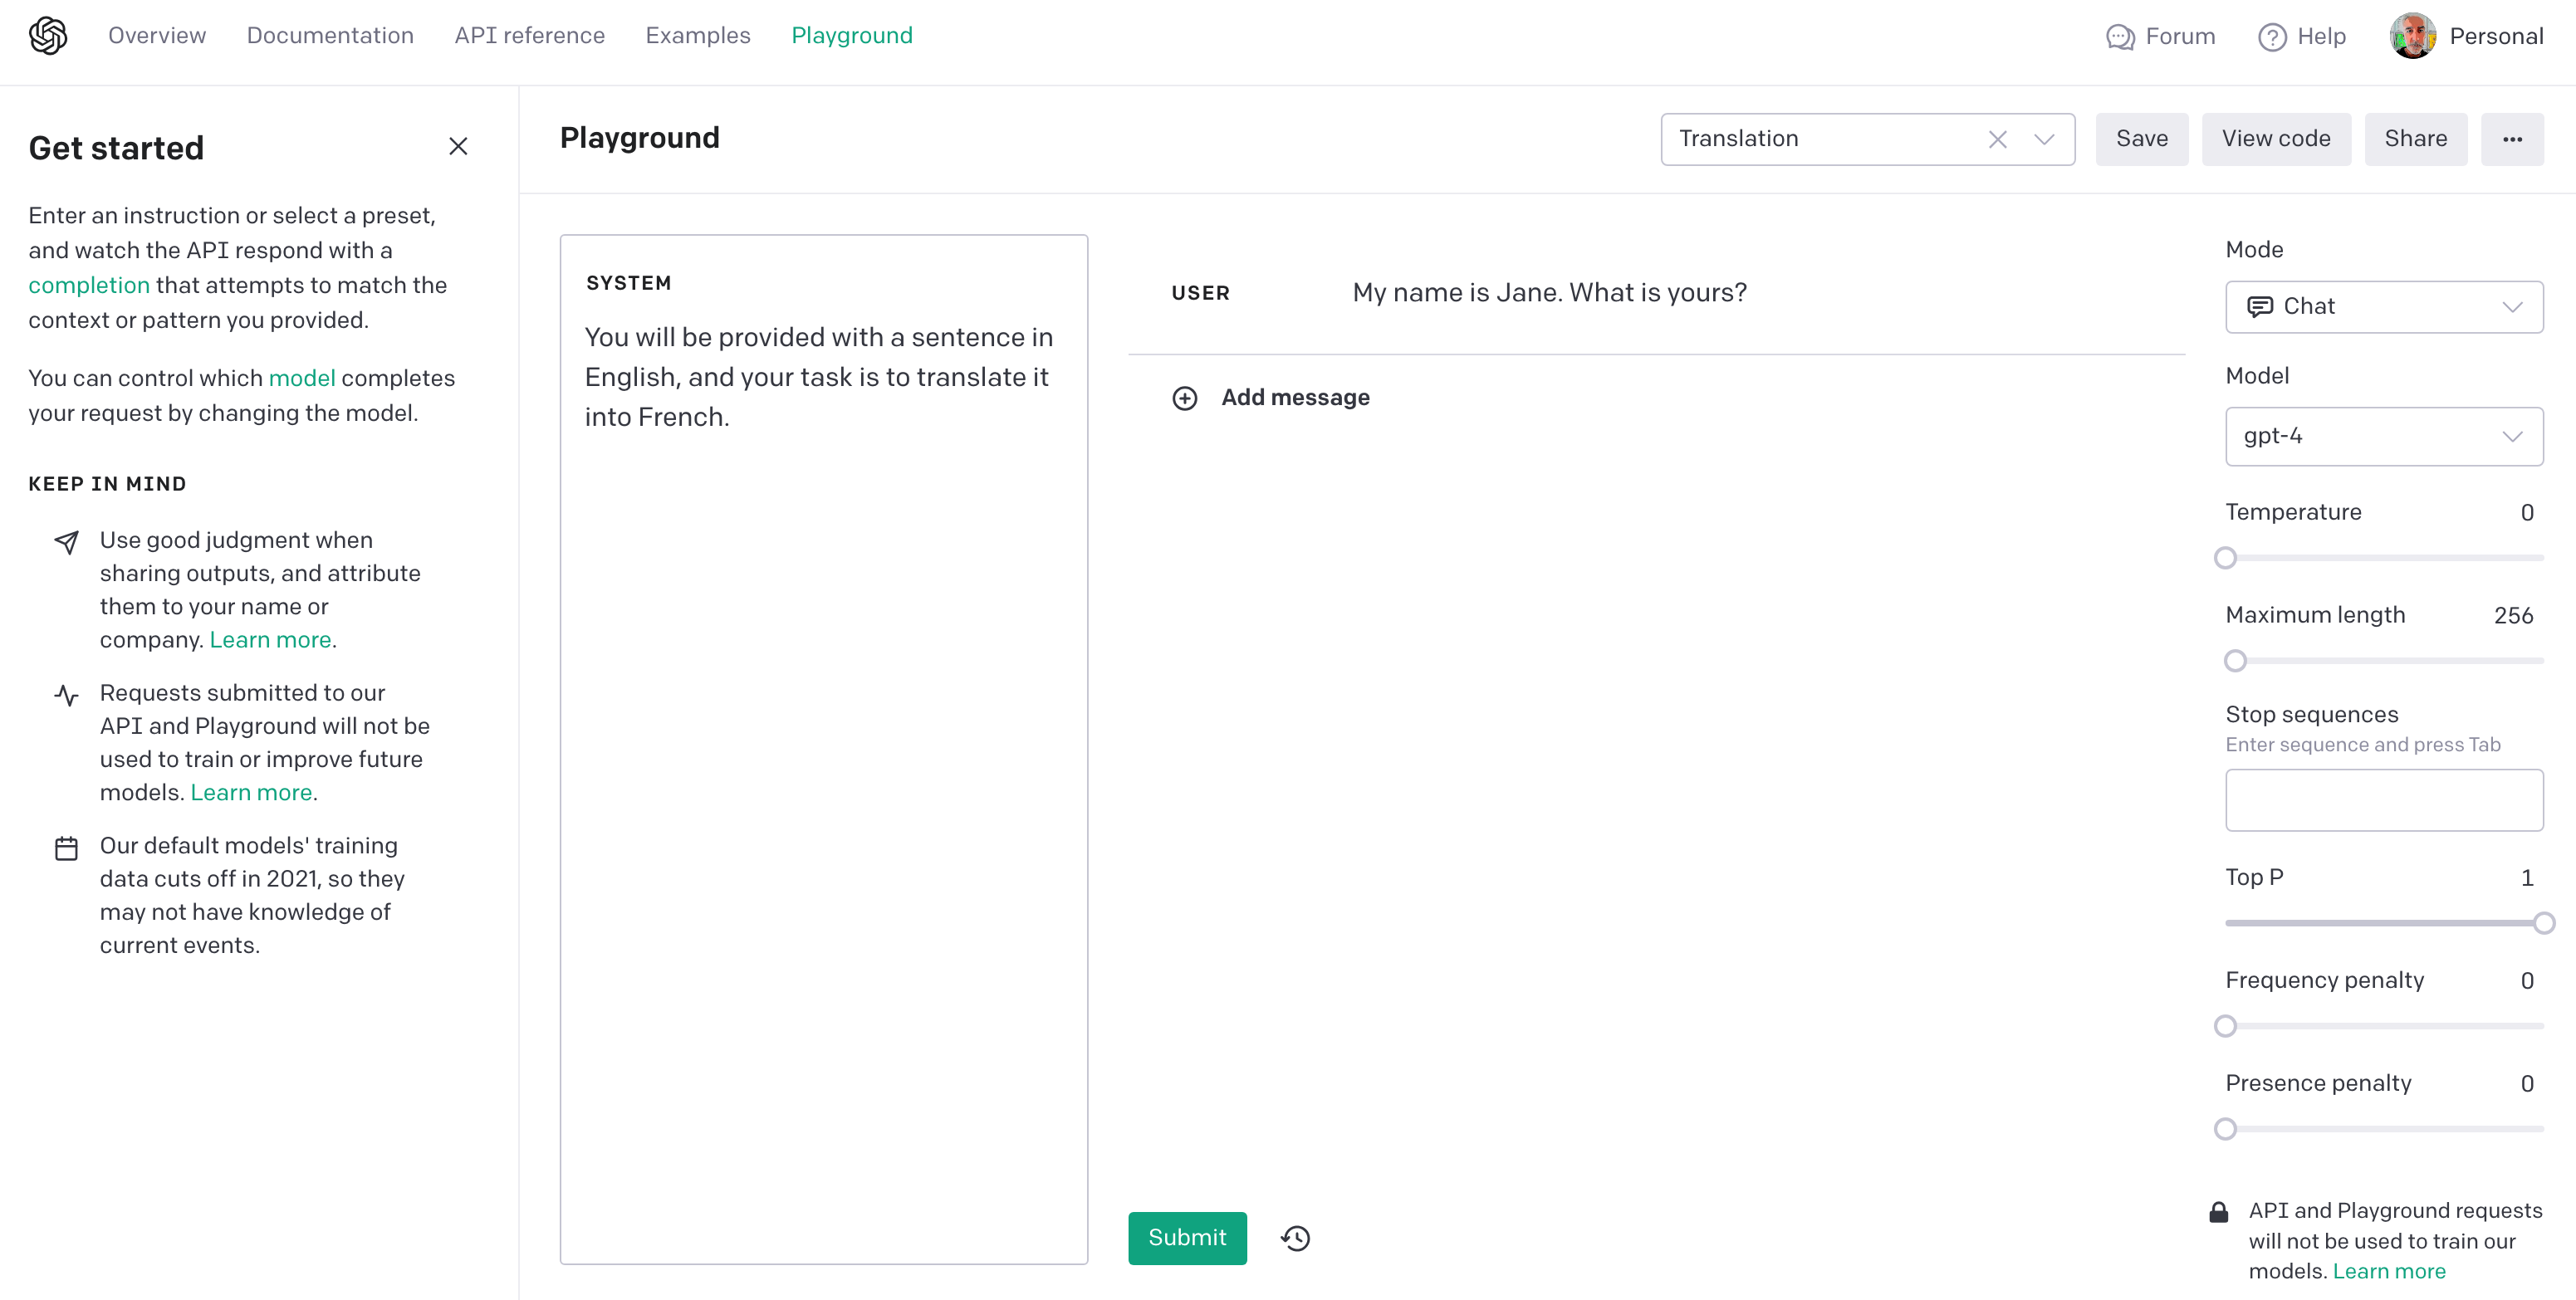 Overview Documentation API reference Examples Playground Forum Help Personal
Get started
Enter an instruction or select a preset,
and watch the API respond with a
completion that attempts to match the
context or pattern you provided.
You can control which model completes
your request by changing the model.
KEEP IN MIND
Use good judgment when
sharing outputs, and attribute
them to your name or
company. Learn more.
Requests submitted to our
API and Playground will not be
used to train or improve future
models. Learn more.
Our default models' training
data cuts off in 2021, so they
may not have knowledge of
current events.
Playground
Translation
Save
View code
Share
SYSTEM
You will be provided with a sentence in
English, and your task is to translate it
into French.
USER My name is Jane. What is yours?
Add message
Submit
Mode
Chat
Model
gpt-4
Temperature 0
Maximum length 256
Stop sequences
Enter sequence and press Tab
Top P 1
Frequency penalty 0
Presence penalty 0
API and Playground requests
will not be used to train our
models. Learn more